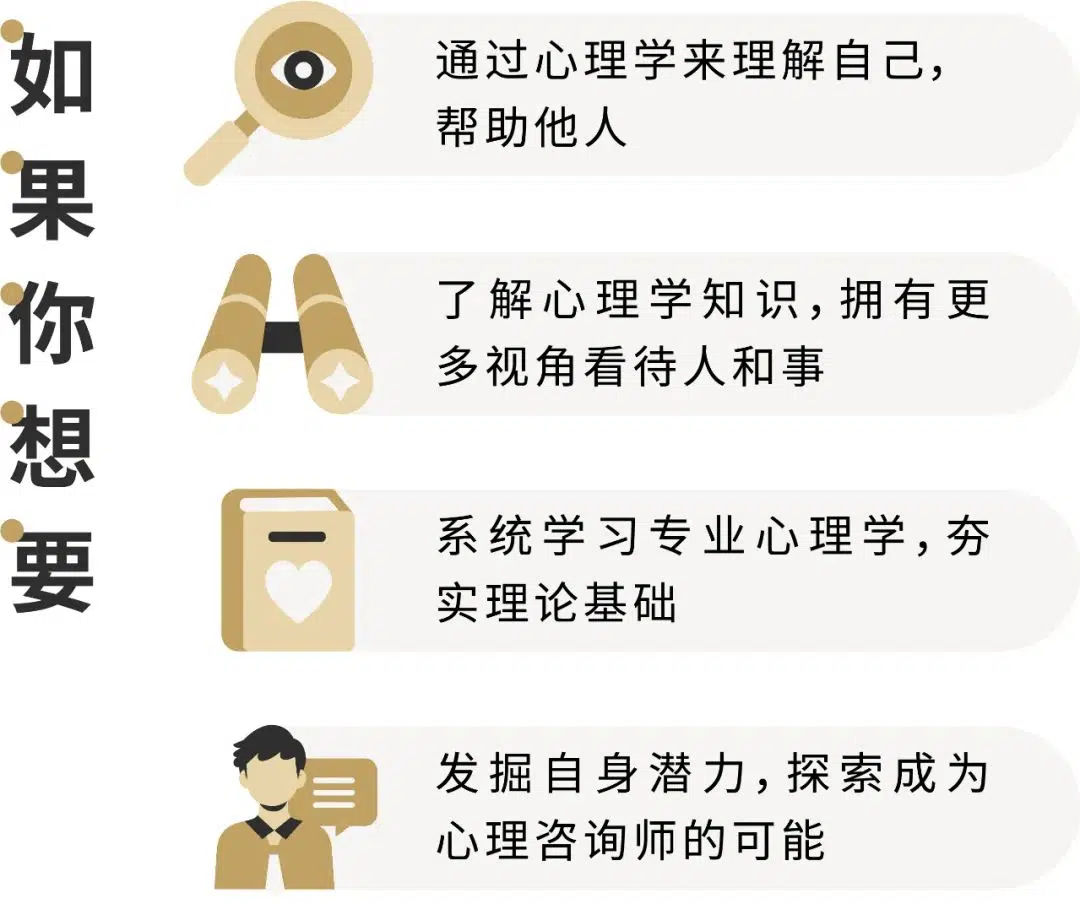 如果你想要
通过心理学来理解自己，
帮助他人
了解心理学知识，拥有更
多视角看待人和事
系统学习专业心理学，夯
实理论基础
发掘自身潜力，探索成为
心理咨询师的可能